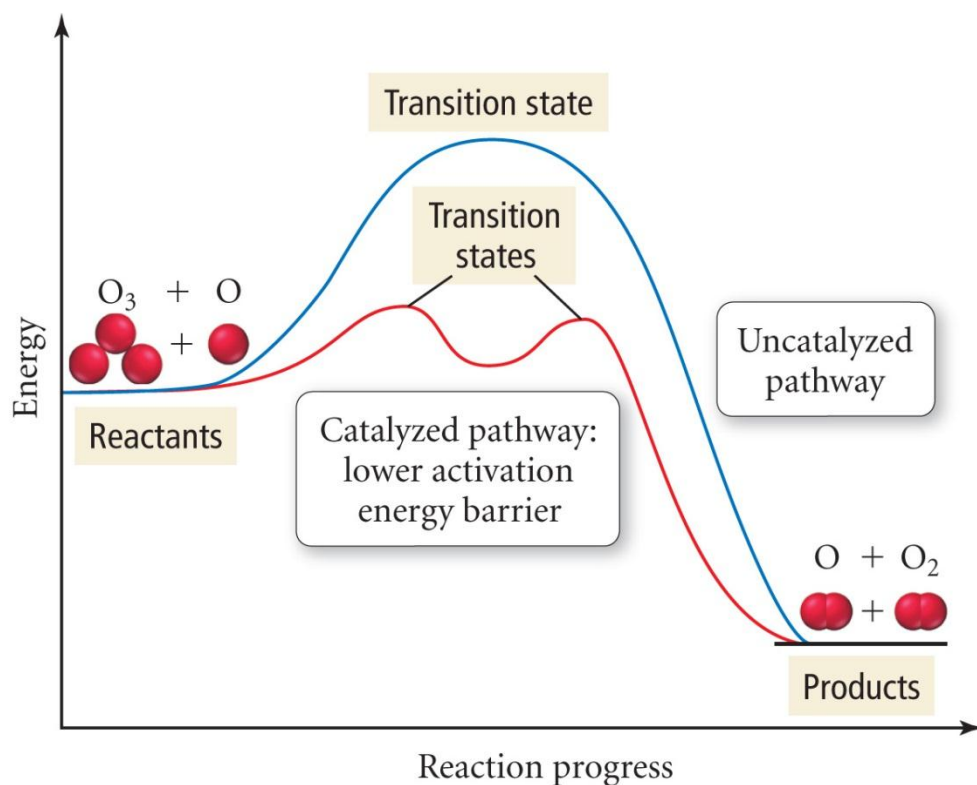 Transition state
Transition
states
O₃ + O
+
Uncatalyzed
pathway
Energy
Reactants
Catalyzed pathway:
lower activation
energy barrier
O + O₂
+
Products
Reaction progress